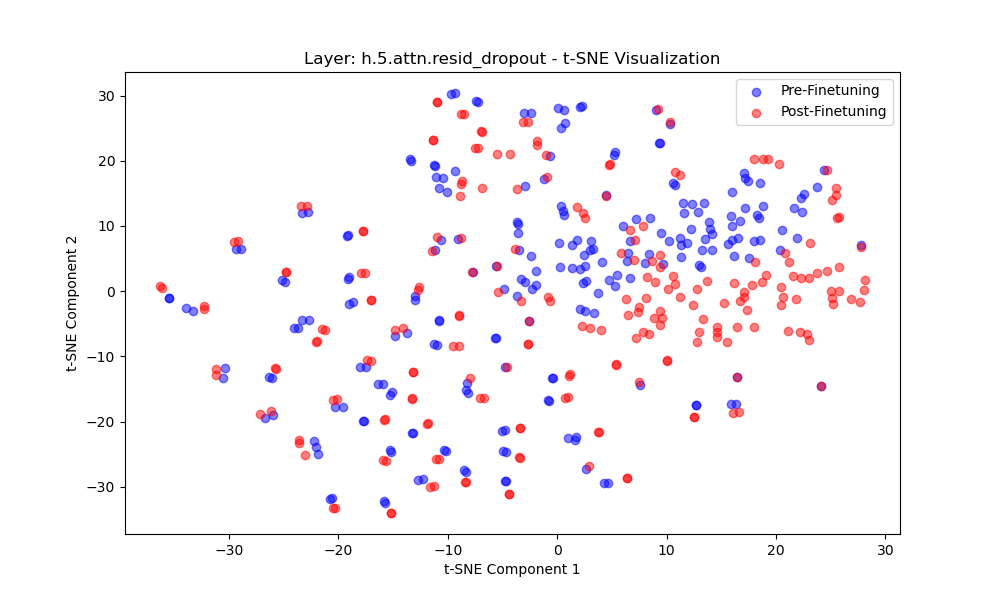 Layer: h.5.attn.resid_dropout - t-SNE Visualization
Pre-Finetuning
Post-Finetuning
t-SNE Component 2
30
20
10
0
−10
−20
−30
−30
−20
−10
0
10
20
30
t-SNE Component 1